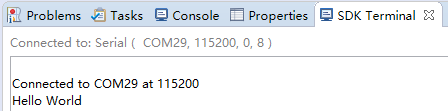 Problems Tasks Console Properties SDK Terminal
Connected to: Serial ( COM29, 115200, 0, 8 )
Connected to COM29 at 115200
Hello World